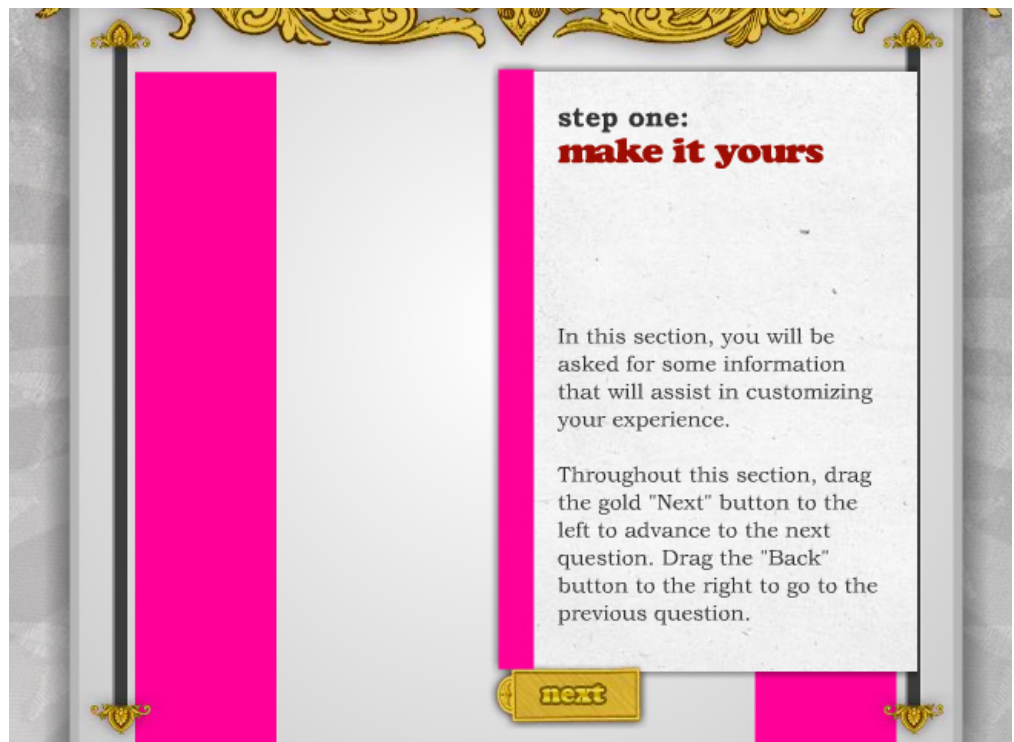 step one:
make it yours
In this section, you will be
asked for some information
that will assist in customizing
your experience.
Throughout this section, drag
the gold "Next" button to the
left to advance to the next
question. Drag the "Back"
button to the right to go to the
previous question.
next